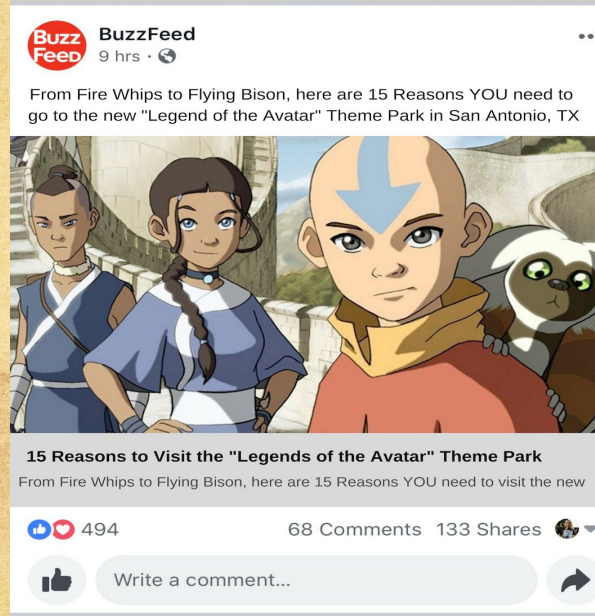 Buzz
Feed
BuzzFeed
9 hrs ·
From Fire Whips to Flying Bison, here are 15 Reasons YOU need to
go to the new "Legend of the Avatar" Theme Park in San Antonio, TX
15 Reasons to Visit the "Legends of the Avatar" Theme Park
From Fire Whips to Flying Bison, here are 15 Reasons YOU need to visit the new
494
68 Comments 133 Shares
Write a comment...